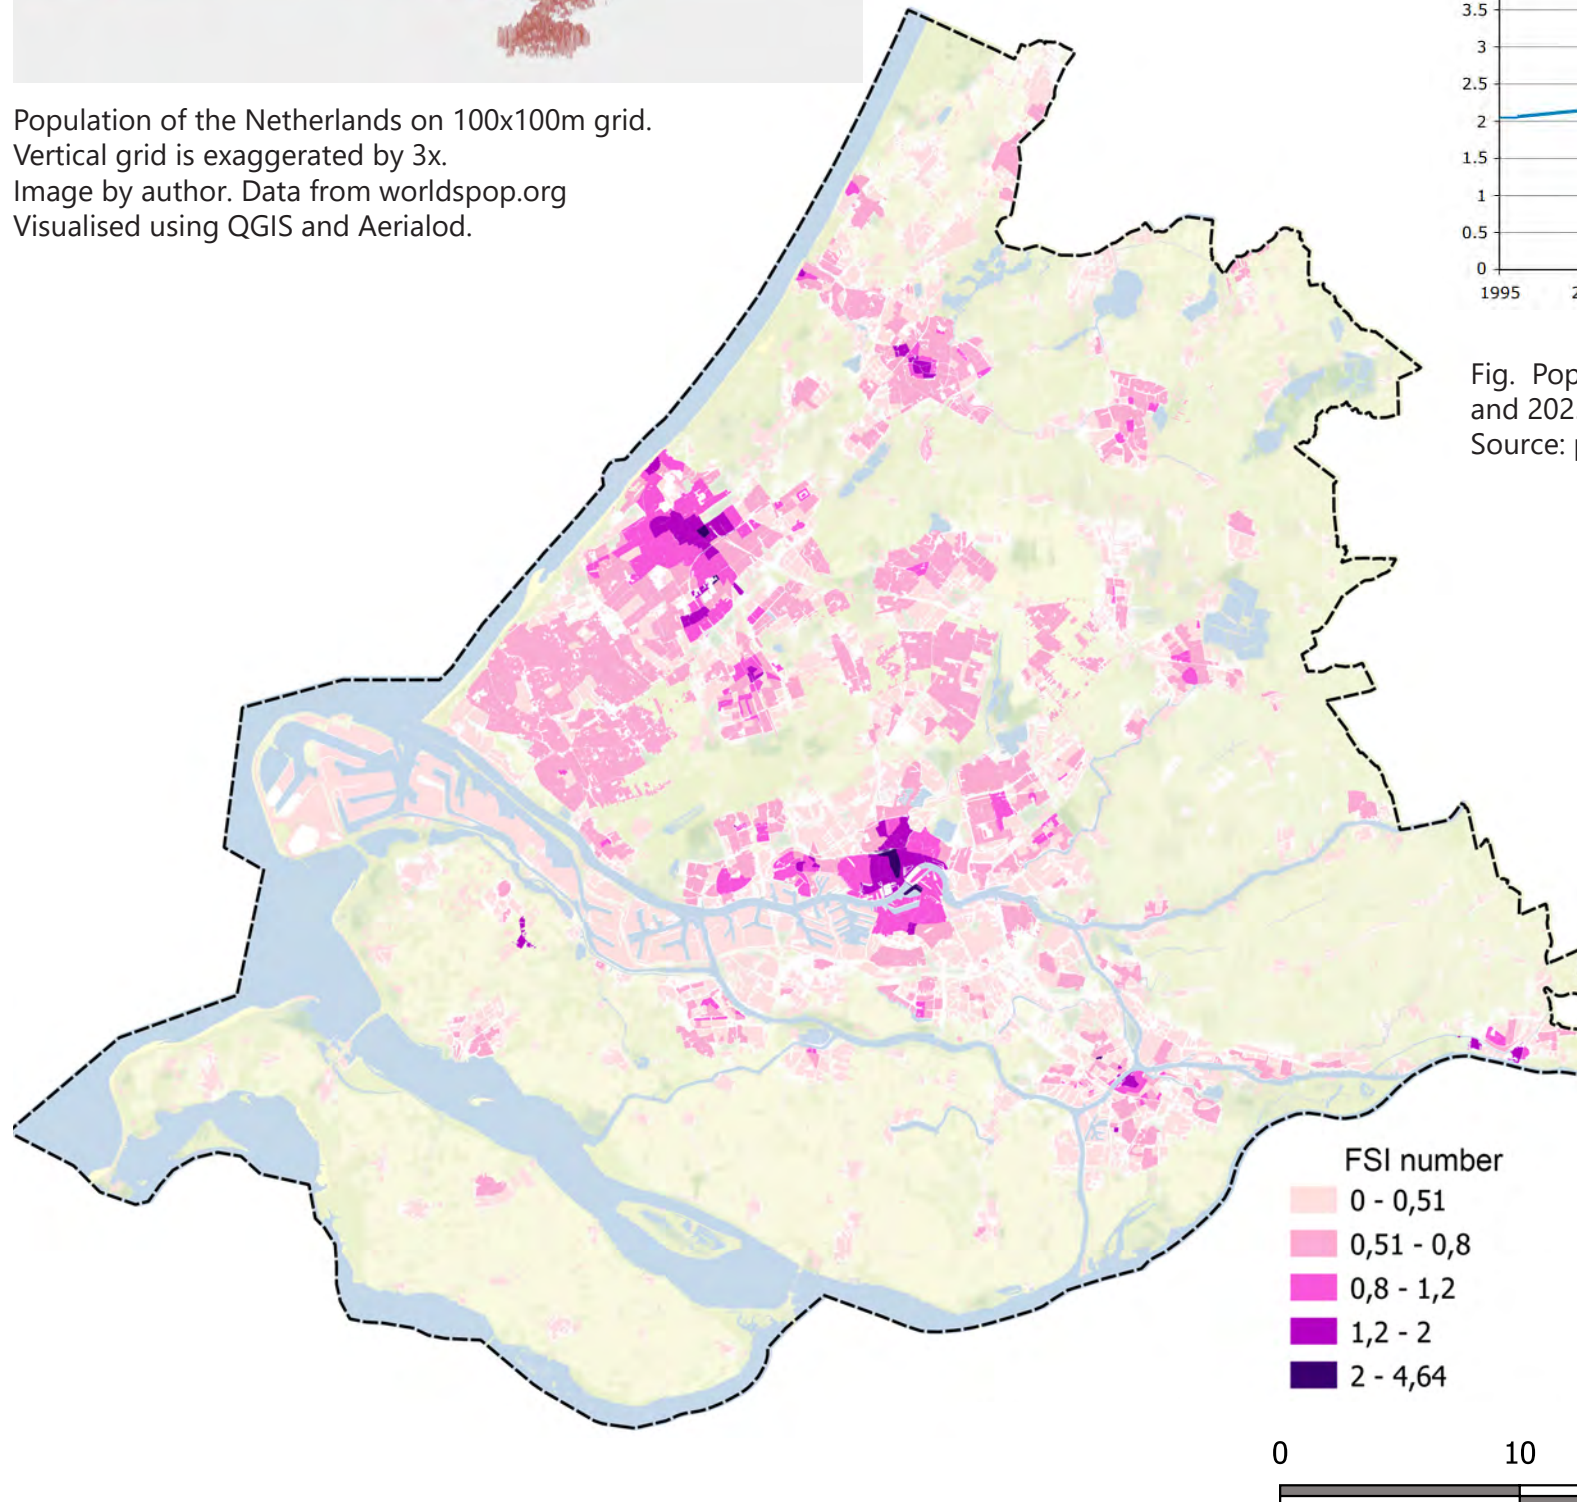 Population of the Netherlands on 100x100m grid.
Vertical grid is exaggerated by 3x.
Image by author. Data from worldspop.org
Visualised using QGIS and Aerialod.
3.5
3
2.5
2
1.5
1
0.5
0
1995
Fig. Pop
and 202
Source: p
FSI number
0 - 0,51
0,51 - 0,8
0,8 - 1,2
1,2 - 2
2 - 4,64
0 10